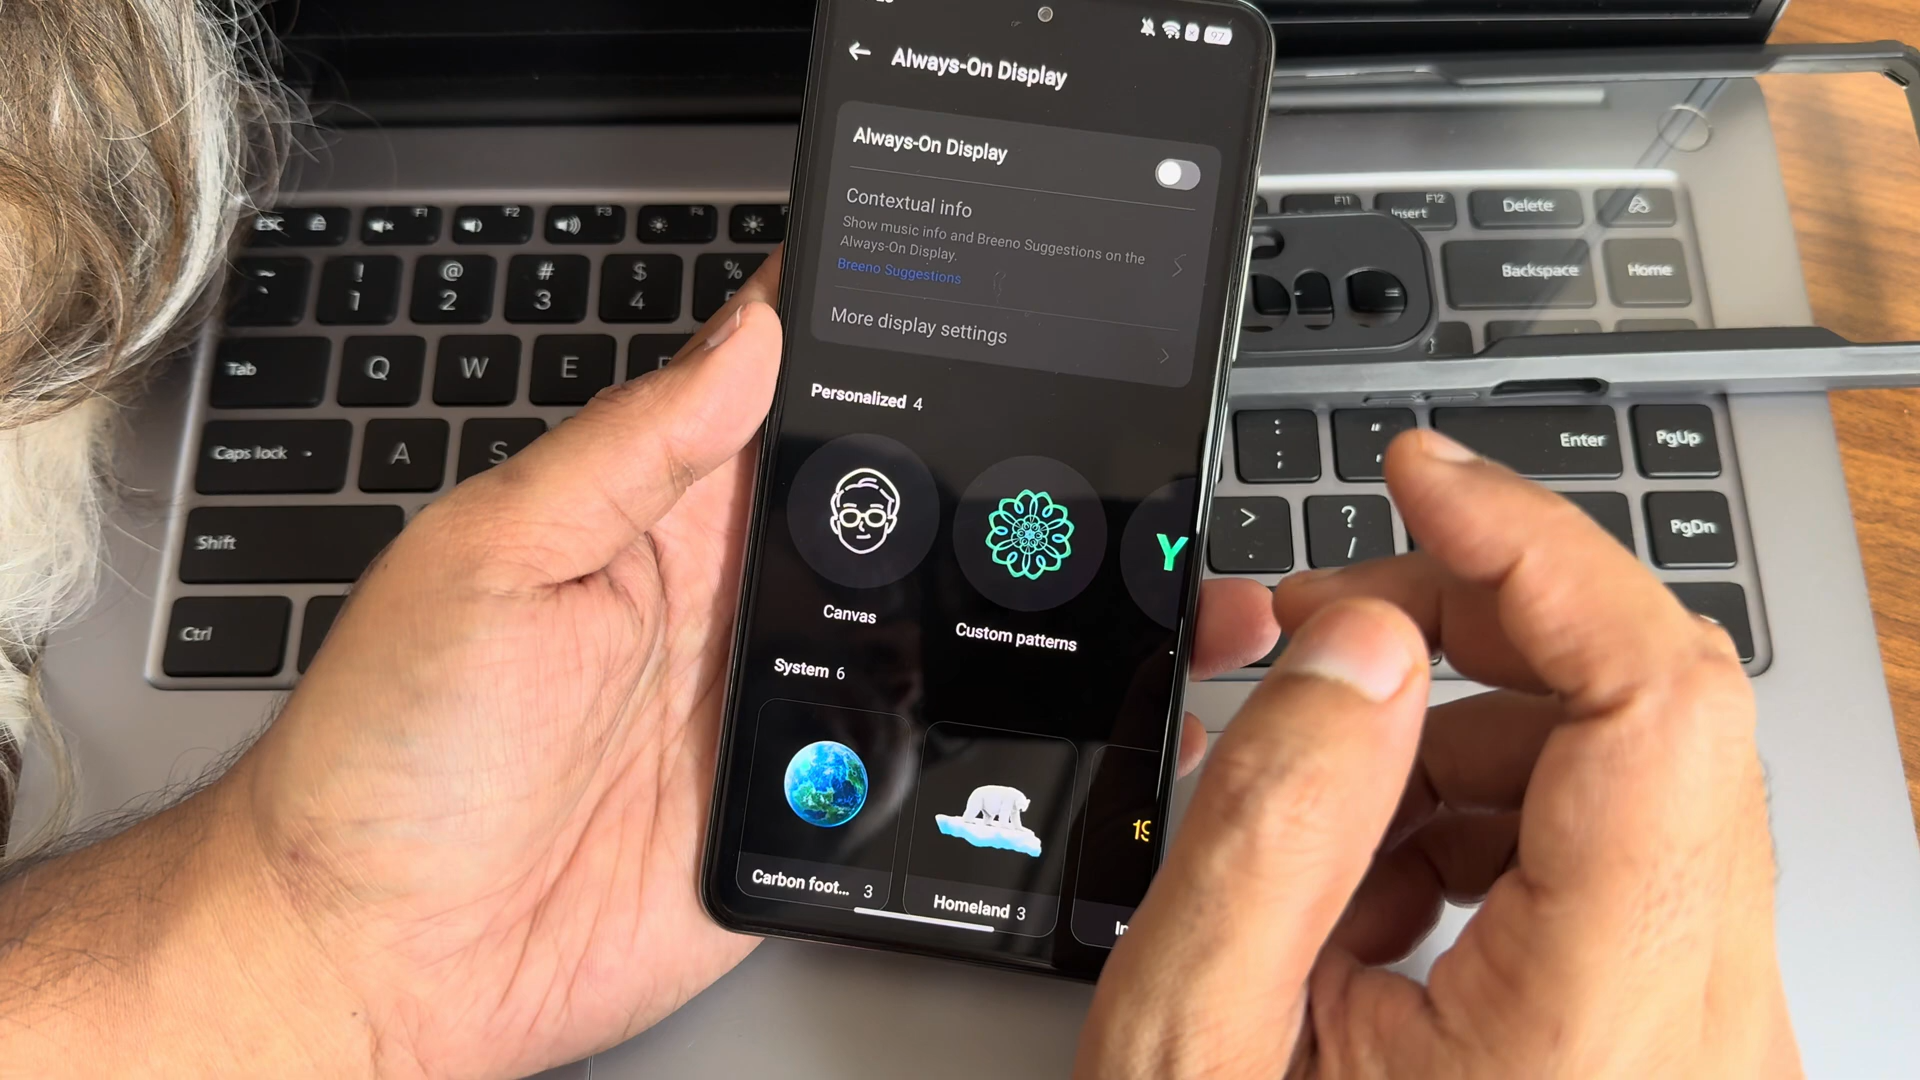 97
Always-On Display
Always-On Display
Contextual info
Show music info and Breeno Suggestions on the
Always-On Display.
Breeno Suggestions
More display settings
Personalized 4
Canvas
Custom patterns
Y
System 6
Carbon foot... 3
Homeland 3
19
In
ESC
F1
F2
F3
F4
F11
F12
Insert
Delete
~
!
1
@
2
#
3
$
4
%
Backspace
Home
Tab
Q
W
E
Caps lock
A
S
:
;
"
'
Enter
PgUp
Shift
>
.
?
/
PgDn
Ctrl